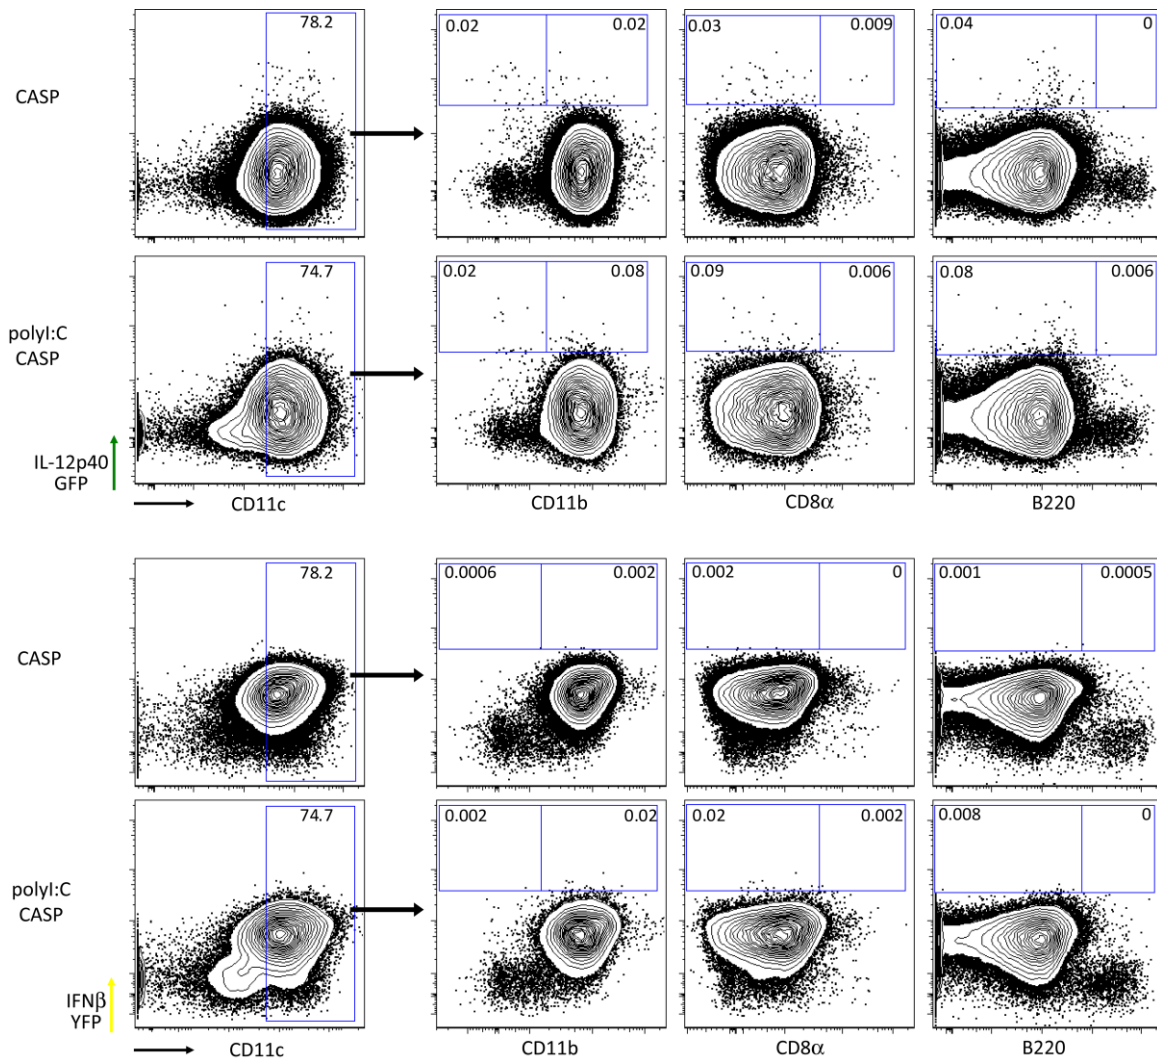 78.2
0.02 0.02
0.03 0.009
0.04 0
CASP
74.7
0.02 0.08
0.09 0.006
0.08 0.006
polyI:C
CASP
IL-12p40
GFP
CD11c
CD11b
CD8α
B220
78.2
0.0006 0.002
0.002 0
0.001 0.0005
CASP
74.7
0.002 0.02
0.02 0.002
0.008 0
polyI:C
CASP
IFNβ
YFP
CD11c
CD11b
CD8α
B220